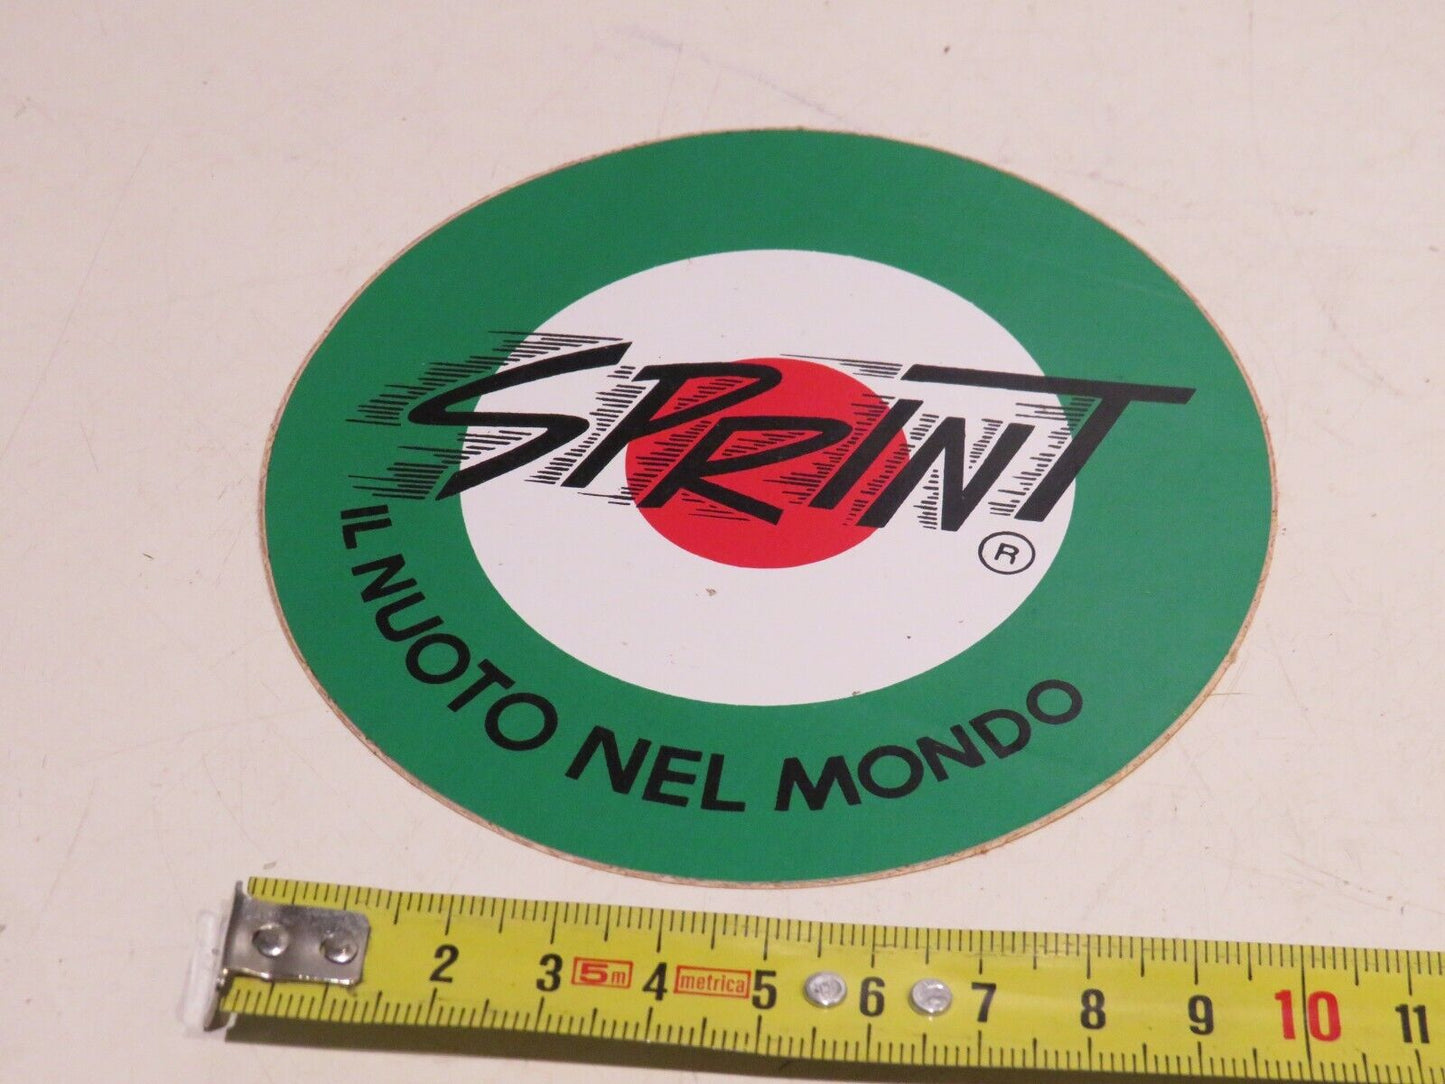 SPRINT
®
IL NUOTO NEL MONDO
2 3 5m 4 metrica 5 6 7 8 9 10 11